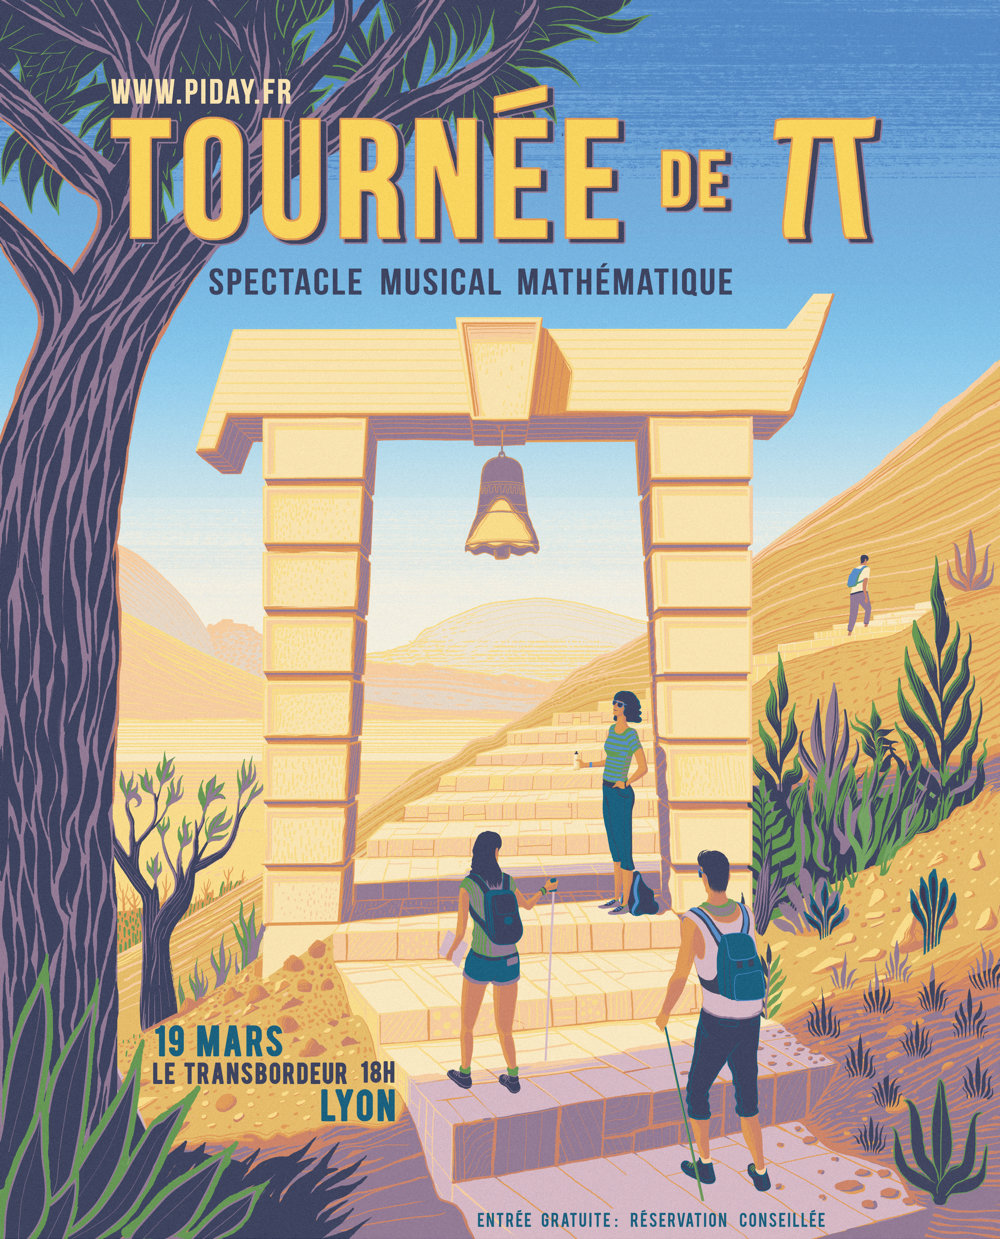 WWW.PIDAY.FR
TOURNÉE DE π
SPECTACLE MUSICAL MATHÉMATIQUE
19 MARS
LE TRANSBORDEUR 18H
LYON
ENTRÉE GRATUITE: RÉSERVATION CONSEILLÉE